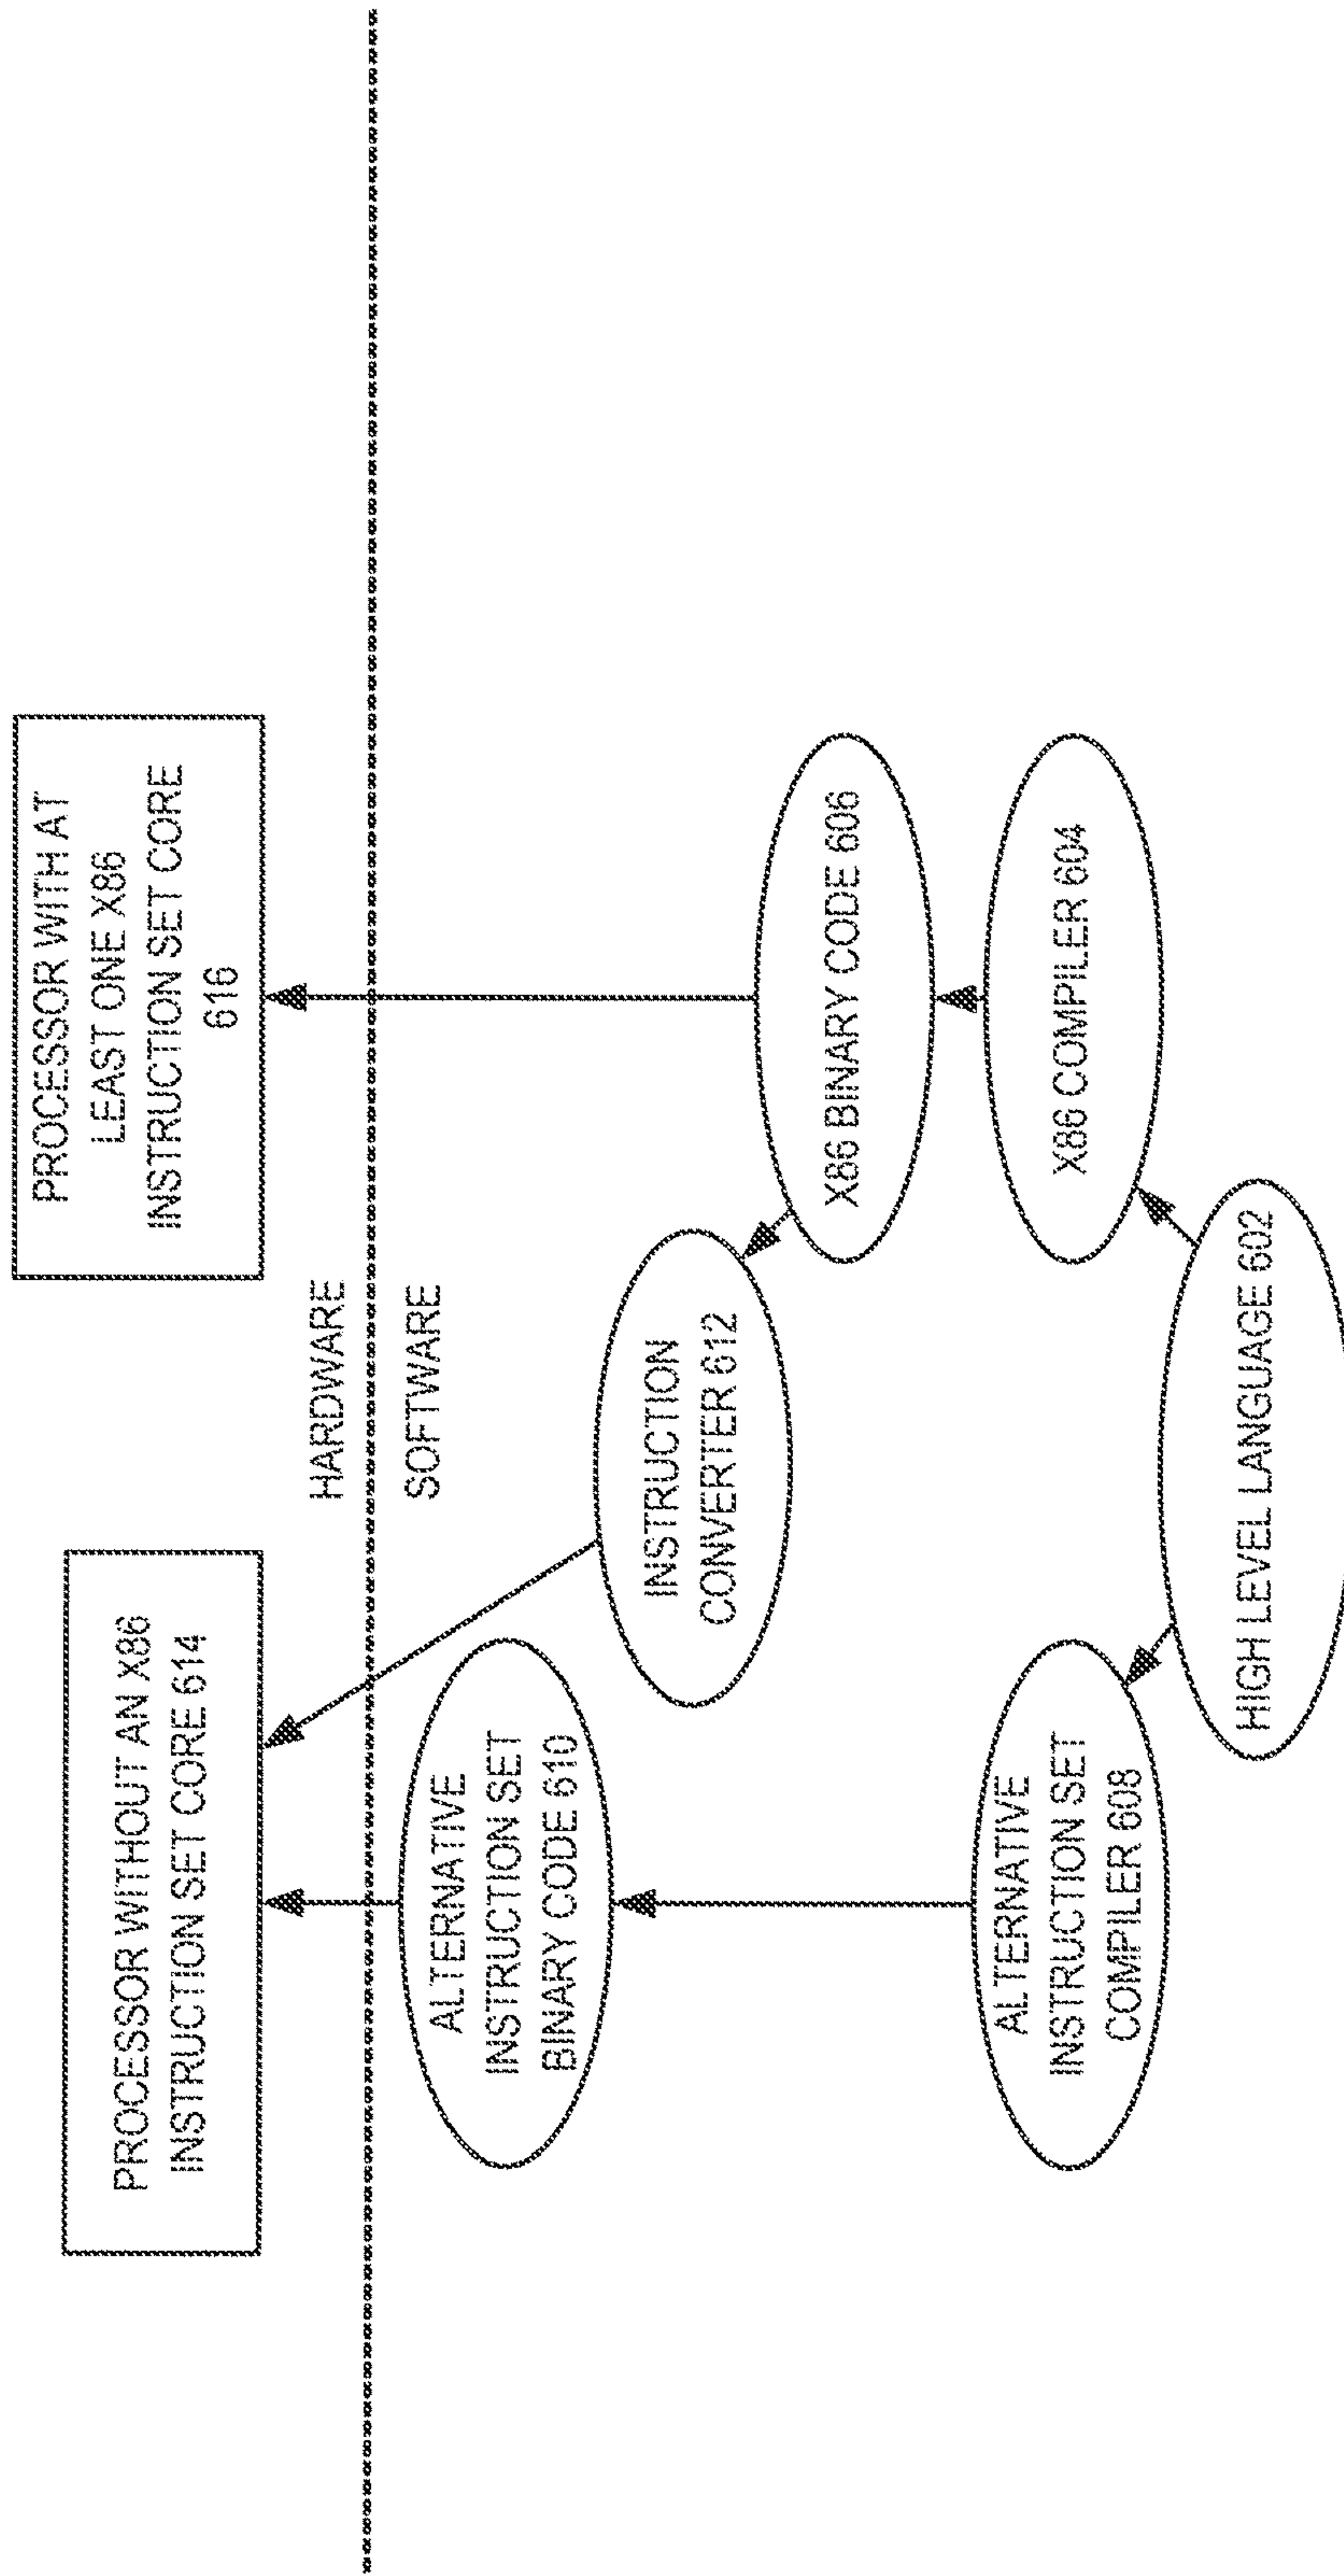 PROCESSOR WITHOUT AN X86
INSTRUCTION SET CORE 614
PROCESSOR WITH AT
LEAST ONE X86
INSTRUCTION SET CORE
616
HARDWARE
SOFTWARE
ALTERNATIVE
INSTRUCTION SET
BINARY CODE 610
INSTRUCTION
CONVERTER 612
X86 BINARY CODE 606
ALTERNATIVE
INSTRUCTION SET
COMPILER 608
X86 COMPILER 604
HIGH LEVEL LANGUAGE 602